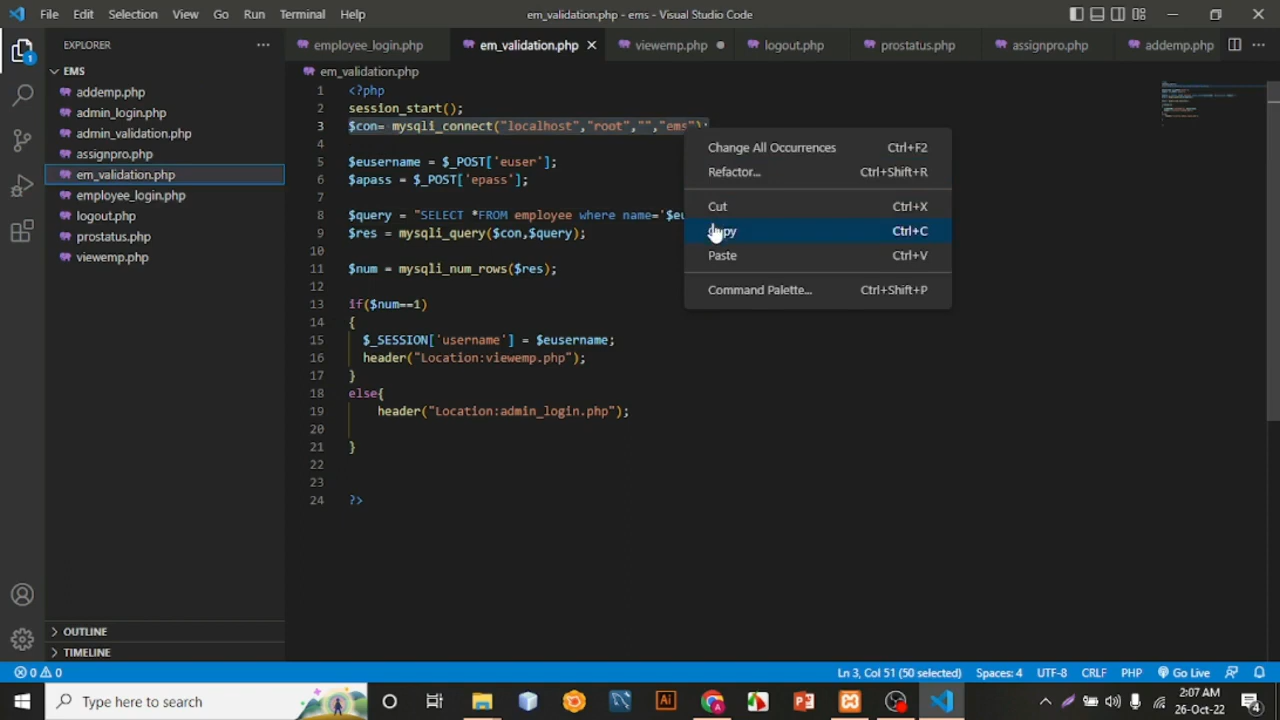 File Edit Selection View Go Run Terminal Help em_validation.php - ems - Visual Studio Code
EXPLORER
employee_login.php em_validation.php viewemp.php logout.php prostatus.php assignpro.php addemp.php
1
EMS
em_validation.php
addemp.php
admin_login.php
admin_validation.php
assignpro.php
em_validation.php
employee_login.php
logout.php
prostatus.php
viewemp.php
1 <?php
2 session_start();
3 $con= mysqli_connect("localhost","root","","ems");
4
5 $eusername = $_POST['euser'];
6 $apass = $_POST['epass'];
7
8 $query = "SELECT *FROM employee where name='$eu
9 $res = mysqli_query($con,$query);
10
11 $num = mysqli_num_rows($res);
12
13 if($num==1)
14 {
15 $_SESSION['username'] = $eusername;
16 header("Location:viewemp.php");
17 }
18 else{
19 header("Location:admin_login.php");
20
21 }
22
23
24 ?>
Change All Occurrences Ctrl+F2
Refactor... Ctrl+Shift+R
Cut Ctrl+X
Copy Ctrl+C
Paste Ctrl+V
Command Palette... Ctrl+Shift+P
OUTLINE
TIMELINE
0 0 Ln 3, Col 51 (50 selected) Spaces: 4 UTF-8 CRLF PHP Go Live
Type here to search
Ai
A
2:07 AM
26-Oct-22
4